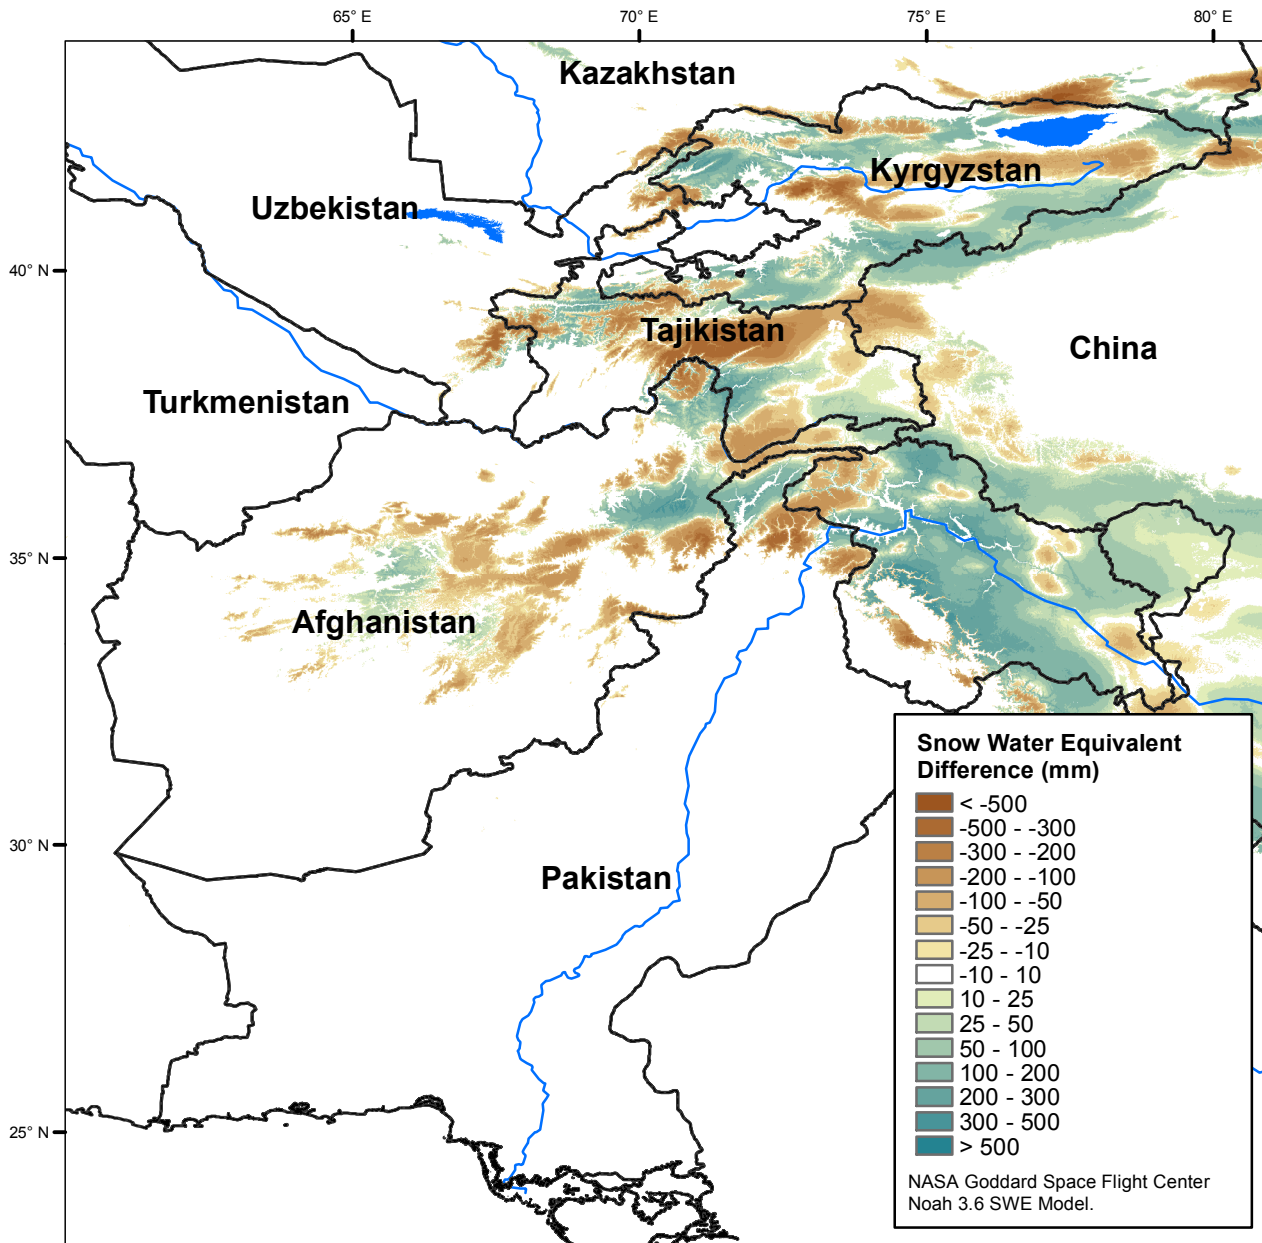 65° E
70° E
75° E
80° E
Kazakhstan
Kyrgyzstan
Uzbekistan
40° N
Tajikistan
China
Turkmenistan
35° N
Afghanistan
Snow Water Equivalent
Difference (mm)
< -500
-500 - -300
-300 - -200
-200 - -100
-100 - -50
-50 - -25
-25 - -10
-10 - 10
10 - 25
25 - 50
50 - 100
100 - 200
200 - 300
300 - 500
> 500
NASA Goddard Space Flight Center
Noah 3.6 SWE Model.
30° N
Pakistan
25° N